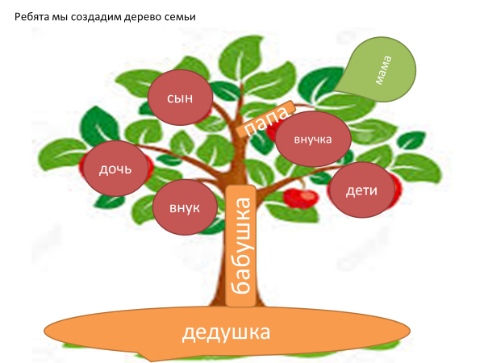 Ребята мы создадим дерево семьи
мама
сын
папа
внучка
дочь
дети
внук
бабушка
дедушка